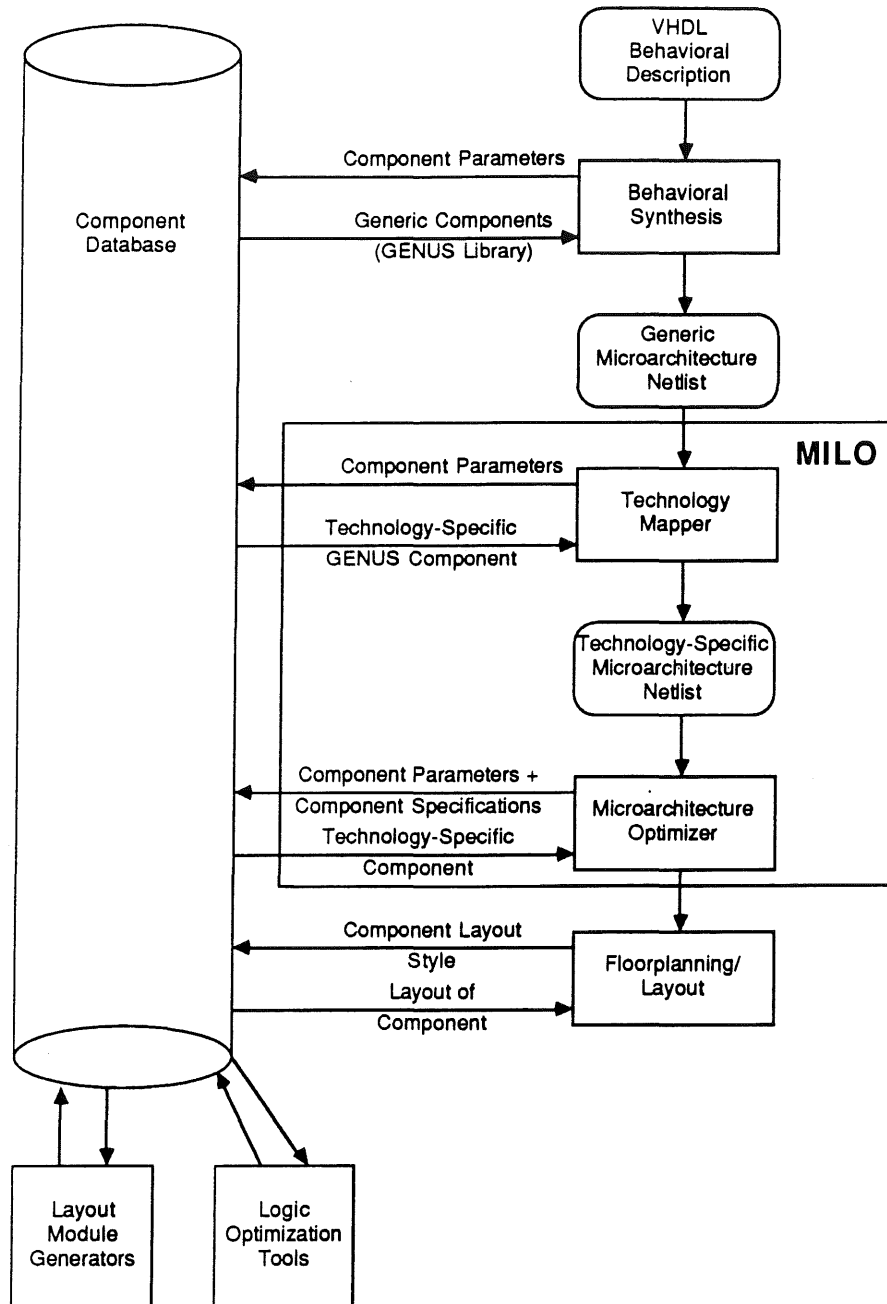 VHDL
Behavioral
Description
Component Parameters
Behavioral
Synthesis
Component
Database
Generic Components
(GENUS Library)
Generic
Microarchitecture
Netlist
MILO
Component Parameters
Technology
Mapper
Technology-Specific
GENUS Component
Technology-Specific
Microarchitecture
Netlist
Component Parameters +
Component Specifications
Microarchitecture
Optimizer
Technology-Specific
Component
Component Layout
Style
Floorplanning/
Layout
Layout of
Component
Layout
Module
Generators
Logic
Optimization
Tools